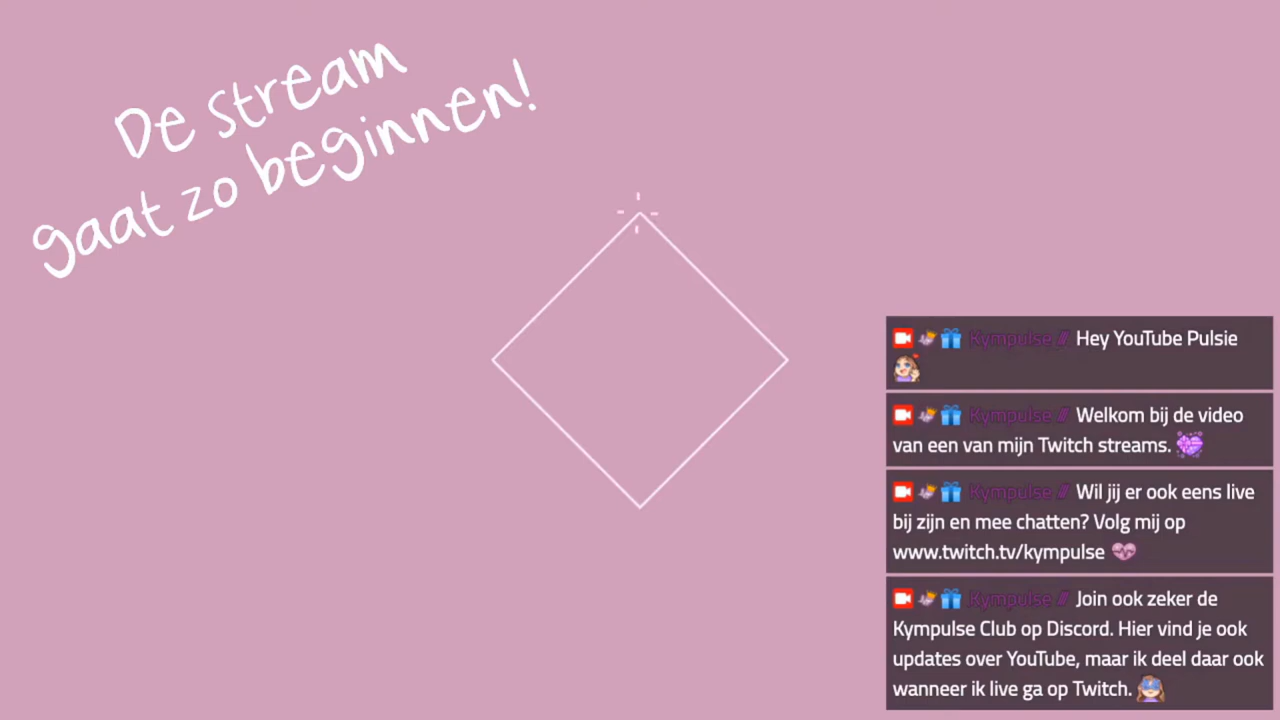 De stream
gaat zo beginnen!
Kympulse // Hey YouTube Pulsie
Kympulse // Welkom bij de video
van een van mijn Twitch streams.
Kympulse // Wil jij er ook eens live
bij zijn en mee chatten? Volg mij op
www.twitch.tv/kympulse
Kympulse // Join ook zeker de
Kympulse Club op Discord. Hier vind je ook
updates over YouTube, maar ik deel daar ook
wanneer ik live ga op Twitch.